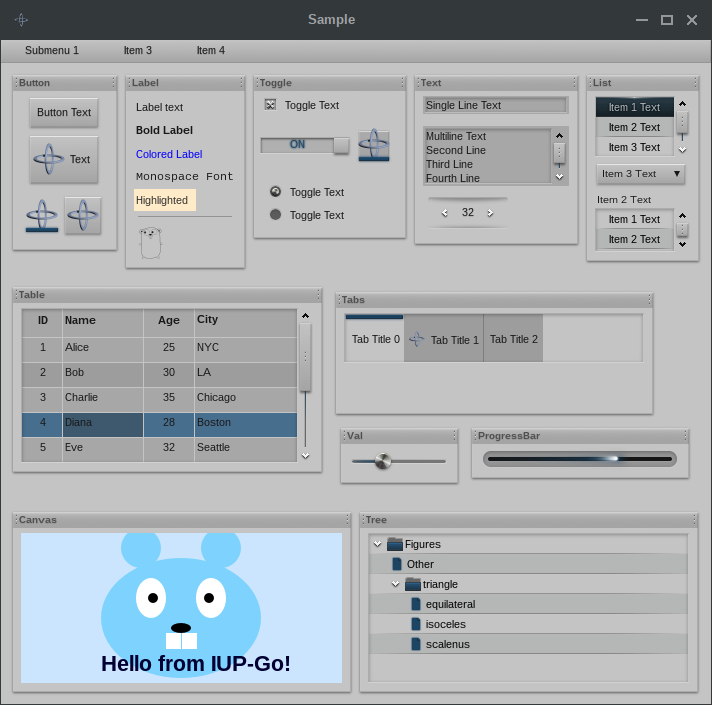 Sample
Submenu 1 Item 3 Item 4
Button
Button Text
Text
Label
Label text
Bold Label
Colored Label
Monospace Font
Highlighted
Toggle
Toggle Text
ON
Toggle Text
Toggle Text
Text
Single Line Text
Multiline Text
Second Line
Third Line
Fourth Line
32
List
Item 1 Text
Item 2 Text
Item 3 Text
Item 3 Text
Item 2 Text
Item 1 Text
Item 2 Text
Table
ID Name Age City
1 Alice 25 NYC
2 Bob 30 LA
3 Charlie 35 Chicago
4 Diana 28 Boston
5 Eve 32 Seattle
Tabs
Tab Title 0 Tab Title 1 Tab Title 2
Val
ProgressBar
Canvas
Hello from IUP-Go!
Tree
Figures
Other
triangle
equilateral
isoceles
scalenus